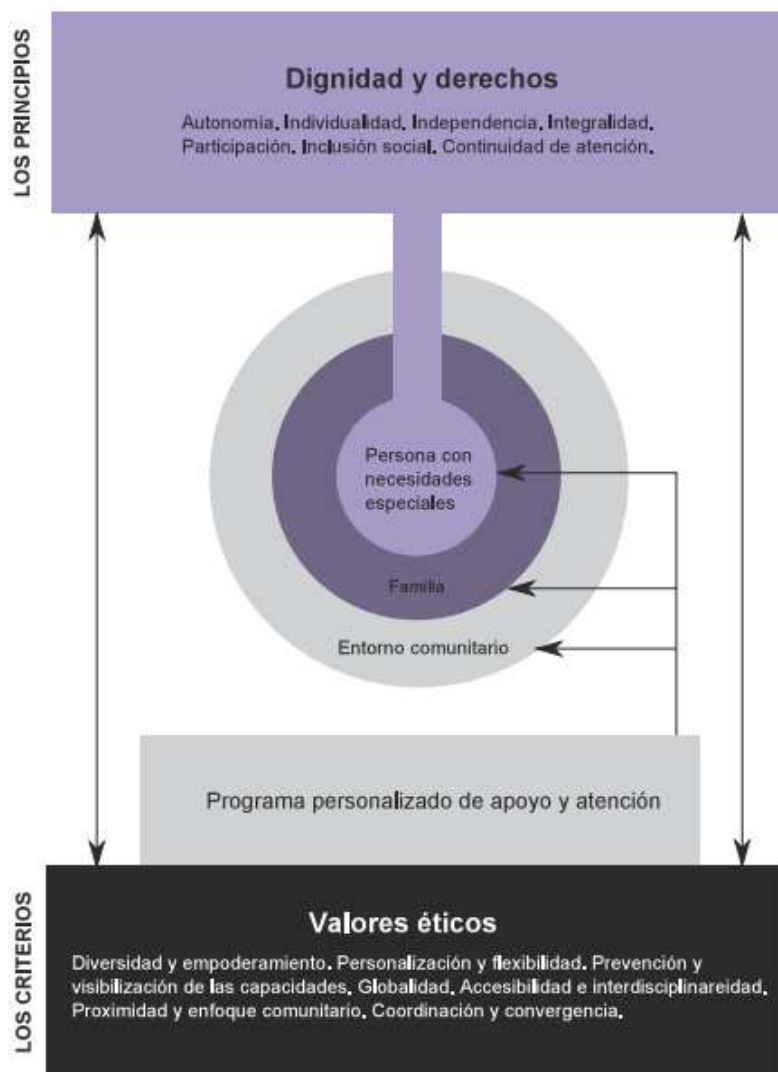 LOS PRINCIPIOS
Dignidad y derechos
Autonomía. Individualidad. Independencia. Integralidad.
Participación. Inclusión social. Continuidad de atención.
Persona con
necesidades
especiales
Familia
Entorno comunitario
Programa personalizado de apoyo y atención
LOS CRITERIOS
Valores éticos
Diversidad y empoderamiento. Personalización y flexibilidad. Prevención y
visibilización de las capacidades. Globalidad. Accesibilidad e interdisciplinareidad.
Proximidad y enfoque comunitario. Coordinación y convergencia.